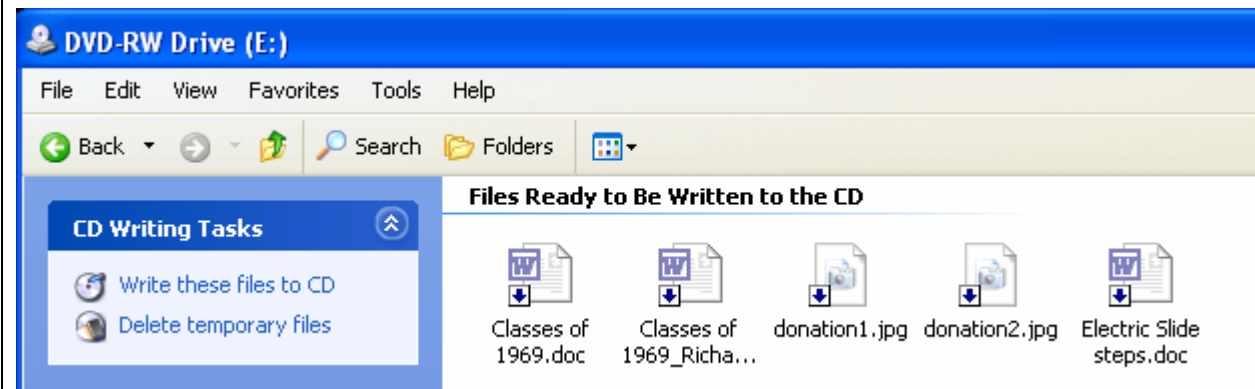 DVD-RW Drive (E:)
File Edit View Favorites Tools Help
Back Search Folders
Files Ready to Be Written to the CD
CD Writing Tasks
Write these files to CD
Delete temporary files
Classes of 1969.doc
Classes of 1969_Richa...
donation1.jpg
donation2.jpg
Electric Slide steps.doc